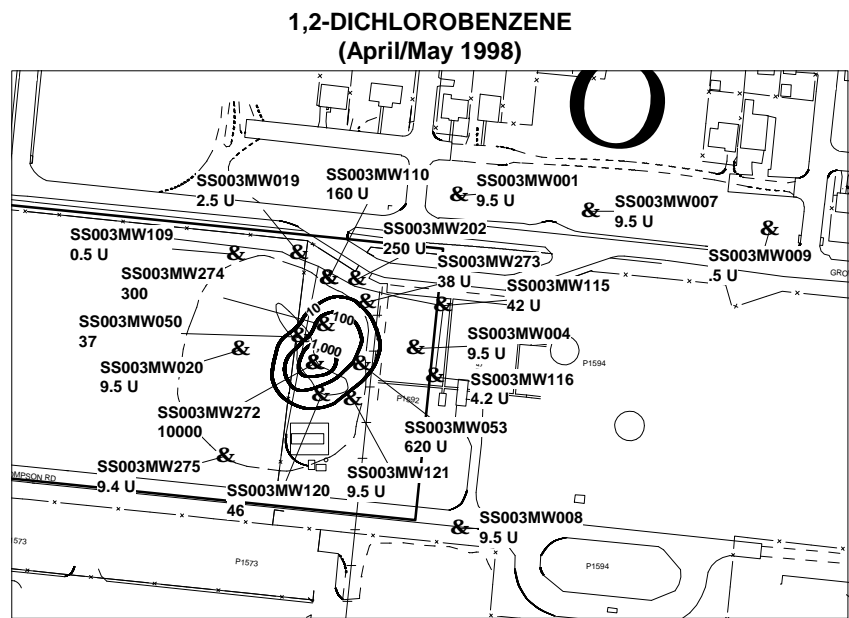 1,2-DICHLOROBENZENE
(April/May 1998)
O
SS003MW019
2.5 U
SS003MW110
160 U
SS003MW001
9.5 U
SS003MW007
9.5 U
SS003MW109
0.5 U
SS003MW202
250 U
SS003MW009
.5 U
SS003MW274
300
SS003MW273
38 U
SS003MW115
42 U
GRO
SS003MW050
37
10
100
1,000
SS003MW004
9.5 U
P1594
SS003MW020
9.5 U
SS003MW116
4.2 U
P1592
SS003MW272
10000
SS003MW053
620 U
SS003MW275
9.4 U
SS003MW121
9.5 U
MPSON RD
SS003MW120
46
SS003MW008
9.5 U
1573
P1573
P1594